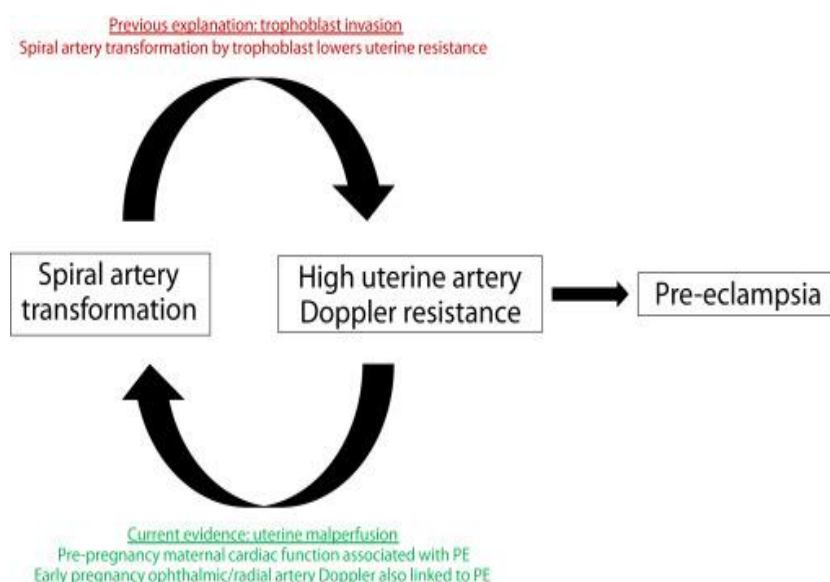 Previous explanation: trophoblast invasion
Spiral artery transformation by trophoblast lowers uterine resistance
Spiral artery
transformation
High uterine artery
Doppler resistance
Pre-eclampsia
Current evidence: uterine malperfusion
Pre-pregnancy maternal cardiac function associated with PE
Early pregnancy ophthalmic/radial artery Doppler also linked to PE